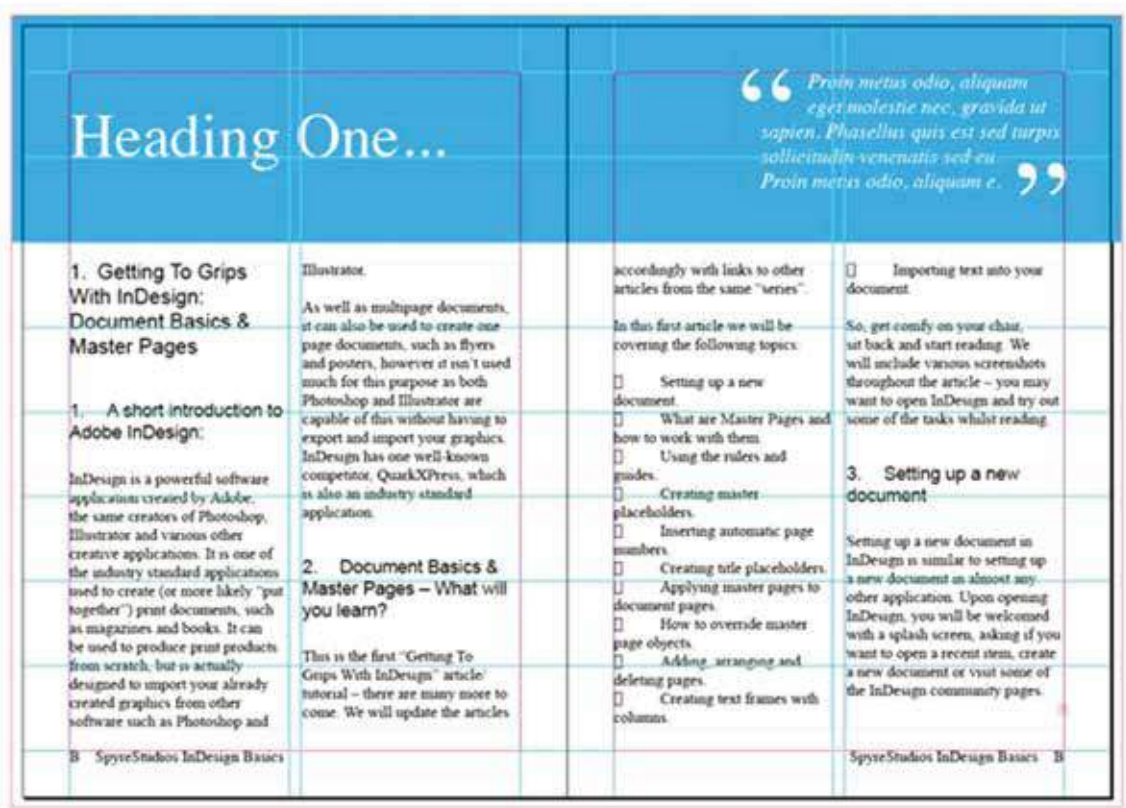 Heading One...
“ Proin metus odio, aliquam
eget molestie nec, gravida ut
sapien. Phasellus quis est sed turpis
sollicitudin venenatis sed eu
Proin metus odio, aliquam e. ”
1. Getting To Grips
With InDesign:
Document Basics &
Master Pages
1. A short introduction to
Adobe InDesign:
InDesign is a powerful software
application created by Adobe,
the same creators of Photoshop,
Illustrator and various other
creative applications. It is one of
the industry standard applications
used to create (or more likely “put
together”) print documents, such
as magazines and books. It can
be used to produce print products
from scratch, but is actually
designed to import your already
created graphics from other
software such as Photoshop and
Illustrator.
As well as multipage documents,
it can also be used to create one
page documents, such as flyers
and posters, however it isn’t used
much for this purpose as both
Photoshop and Illustrator are
capable of this without having to
export and import your graphics.
InDesign has one well-known
competitor, QuarkXPress, which
is also an industry standard
application.
2. Document Basics &
Master Pages – What will
you learn?
This is the first “Getting To
Grips With InDesign” article/
tutorial – there are many more to
come. We will update the articles
accordingly with links to other
articles from the same “series”.
In this first article we will be
covering the following topics:
Setting up a new
document.
What are Master Pages and
how to work with them.
Using the rulers and
guides.
Creating master
placeholders.
Inserting automatic page
numbers.
Creating title placeholders.
Applying master pages to
document pages.
How to override master
page objects.
Adding, arranging and
deleting pages.
Creating text frames with
columns.
Importing text into your
document.
So, get comfy on your chair,
sit back and start reading. We
will include various screenshots
throughout the article – you may
want to open InDesign and try out
some of the tasks whilst reading.
3. Setting up a new
document
Setting up a new document in
InDesign is similar to setting up
a new document in almost any
other application. Upon opening
InDesign, you will be welcomed
with a splash screen, asking if you
want to open a recent item, create
a new document or visit some of
the InDesign community pages.
B SpyreStudios InDesign Basics
SpyreStudios InDesign Basics B